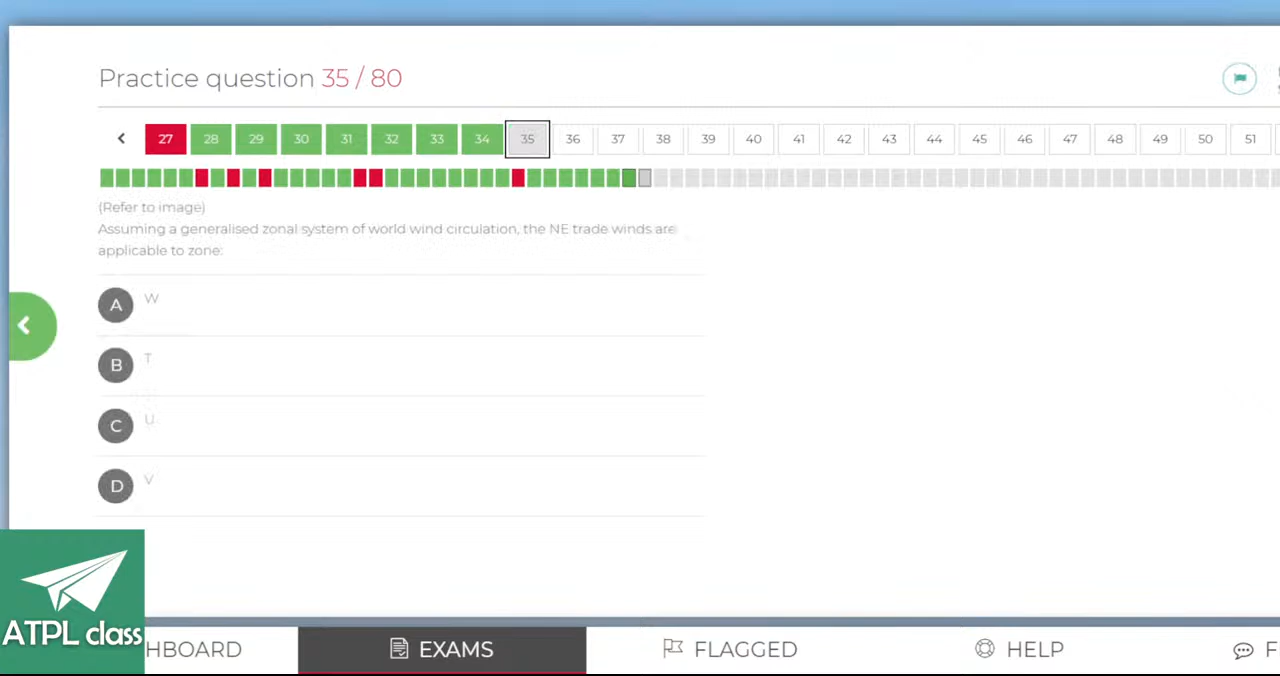 Practice question 35 / 80
27 28 29 30 31 32 33 34 35 36 37 38 39 40 41 42 43 44 45 46 47 48 49 50 51
(Refer to image)
Assuming a generalised zonal system of world wind circulation, the NE trade winds are
applicable to zone:
A W
B T
C U
D V
ATPL class
HBOARD EXAMS FLAGGED HELP F